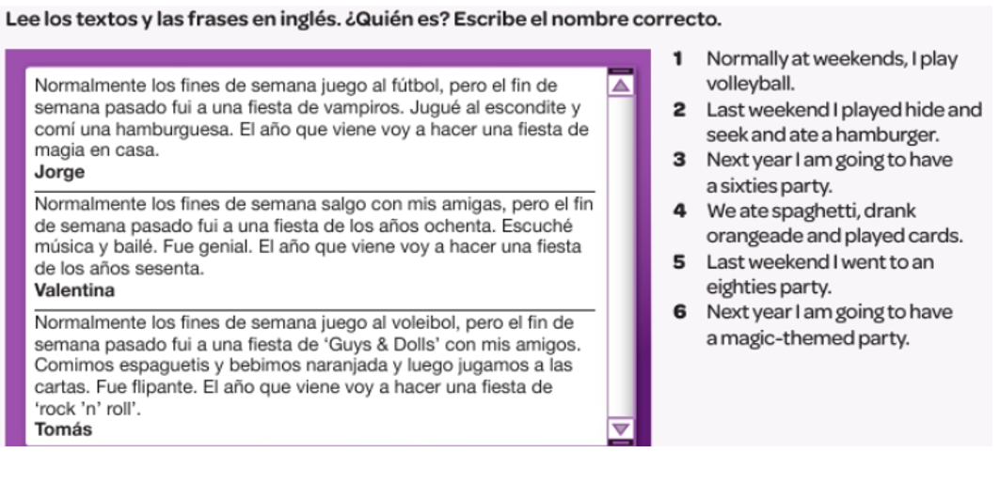 Lee los textos y las frases en inglés. ¿Quién es? Escribe el nombre correcto.
Normalmente los fines de semana juego al fútbol, pero el fin de
semana pasado fui a una fiesta de vampiros. Jugué al escondite y
comí una hamburguesa. El año que viene voy a hacer una fiesta de
magia en casa.
Jorge
Normalmente los fines de semana salgo con mis amigas, pero el fin
de semana pasado fui a una fiesta de los años ochenta. Escuché
música y bailé. Fue genial. El año que viene voy a hacer una fiesta
de los años sesenta.
Valentina
Normalmente los fines de semana juego al voleibol, pero el fin de
semana pasado fui a una fiesta de ‘Guys & Dolls’ con mis amigos.
Comimos espaguetis y bebimos naranjada y luego jugamos a las
cartas. Fue flipante. El año que viene voy a hacer una fiesta de
‘rock ’n’ roll’.
Tomás
1 Normally at weekends, I play
volleyball.
2 Last weekend I played hide and
seek and ate a hamburger.
3 Next year I am going to have
a sixties party.
4 We ate spaghetti, drank
orangeade and played cards.
5 Last weekend I went to an
eighties party.
6 Next year I am going to have
a magic-themed party.